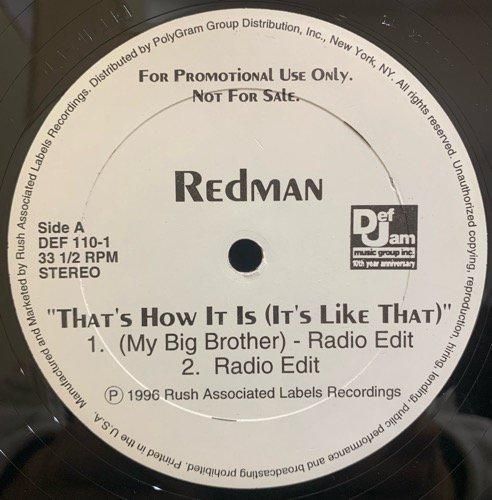 For Promotional Use Only.
Not For Sale.
Redman
Side A
DEF 110-1
33 1/2 RPM
STEREO
Def
Jam
music group inc.
10th year anniversary
"That's How It Is (It's Like That)"
1. (My Big Brother) - Radio Edit
2. Radio Edit
℗ 1996 Rush Associated Labels Recordings
Manufactured and Marketed by Rush Associated Labels Recordings. Distributed by PolyGram Group Distribution, Inc., New York, NY. All rights reserved. Unauthorized copying, reproduction, hiring, lending, public performance and broadcasting prohibited. Printed in the U.S.A.